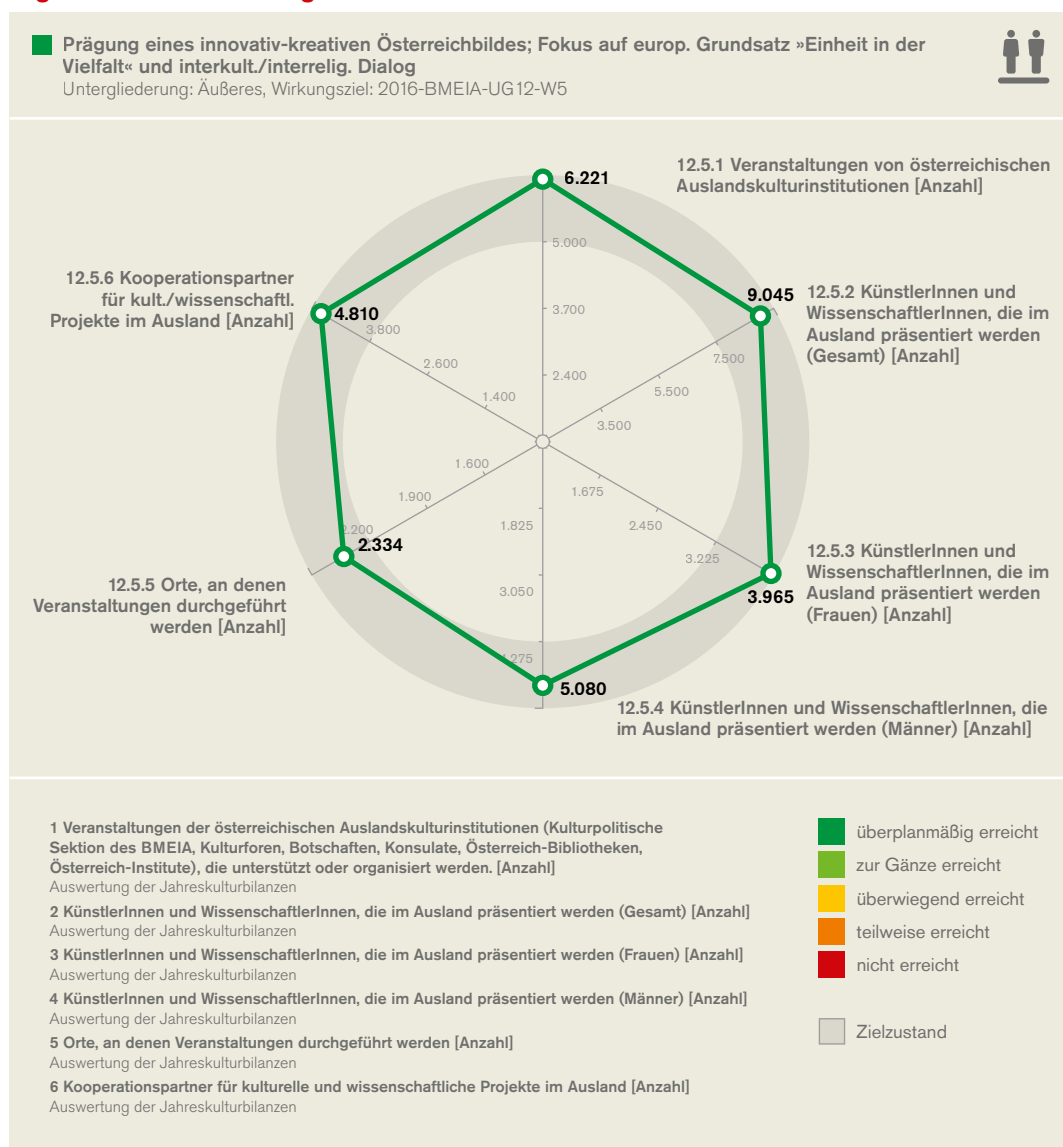 Prägung eines innovativ-kreativen Österreichbildes; Fokus auf europ. Grundsatz »Einheit in der
Vielfalt« und interkult./interrelig. Dialog
Untergliederung: Äußeres, Wirkungsziel: 2016-BMEIA-UG 12-W5
12.5.1 Veranstaltungen von österreichischen
Auslandskulturinstitutionen [Anzahl]
6.221
5.000
3.700
2.400
12.5.2 KünstlerInnen und
WissenschaftlerInnen, die im
Ausland präsentiert werden
(Gesamt) [Anzahl]
9.045
7.500
5.500
3.500
12.5.3 KünstlerInnen und
WissenschaftlerInnen, die im
Ausland präsentiert werden
(Frauen) [Anzahl]
3.965
3.225
2.450
1.675
12.5.4 KünstlerInnen und WissenschaftlerInnen, die
im Ausland präsentiert werden (Männer) [Anzahl]
5.080
.275
3.050
1.825
12.5.5 Orte, an denen
Veranstaltungen durchgeführt
werden [Anzahl]
2.334
2.200
1.900
1.600
12.5.6 Kooperationspartner
für kult./wissenschaftl.
Projekte im Ausland [Anzahl]
4.810
3.800
2.600
1.400
1 Veranstaltungen der österreichischen Auslandskulturinstitutionen (Kulturpolitische
Sektion des BMEIA, Kulturforen, Botschaften, Konsulate, Österreich-Bibliotheken,
Österreich-Institute), die unterstützt oder organisiert werden. [Anzahl]
Auswertung der Jahreskulturbilanzen
2 KünstlerInnen und WissenschaftlerInnen, die im Ausland präsentiert werden (Gesamt) [Anzahl]
Auswertung der Jahreskulturbilanzen
3 KünstlerInnen und WissenschaftlerInnen, die im Ausland präsentiert werden (Frauen) [Anzahl]
Auswertung der Jahreskulturbilanzen
4 KünstlerInnen und WissenschaftlerInnen, die im Ausland präsentiert werden (Männer) [Anzahl]
Auswertung der Jahreskulturbilanzen
5 Orte, an denen Veranstaltungen durchgeführt werden [Anzahl]
Auswertung der Jahreskulturbilanzen
6 Kooperationspartner für kulturelle und wissenschaftliche Projekte im Ausland [Anzahl]
Auswertung der Jahreskulturbilanzen
überplanmäßig erreicht
zur Gänze erreicht
überwiegend erreicht
teilweise erreicht
nicht erreicht
Zielzustand